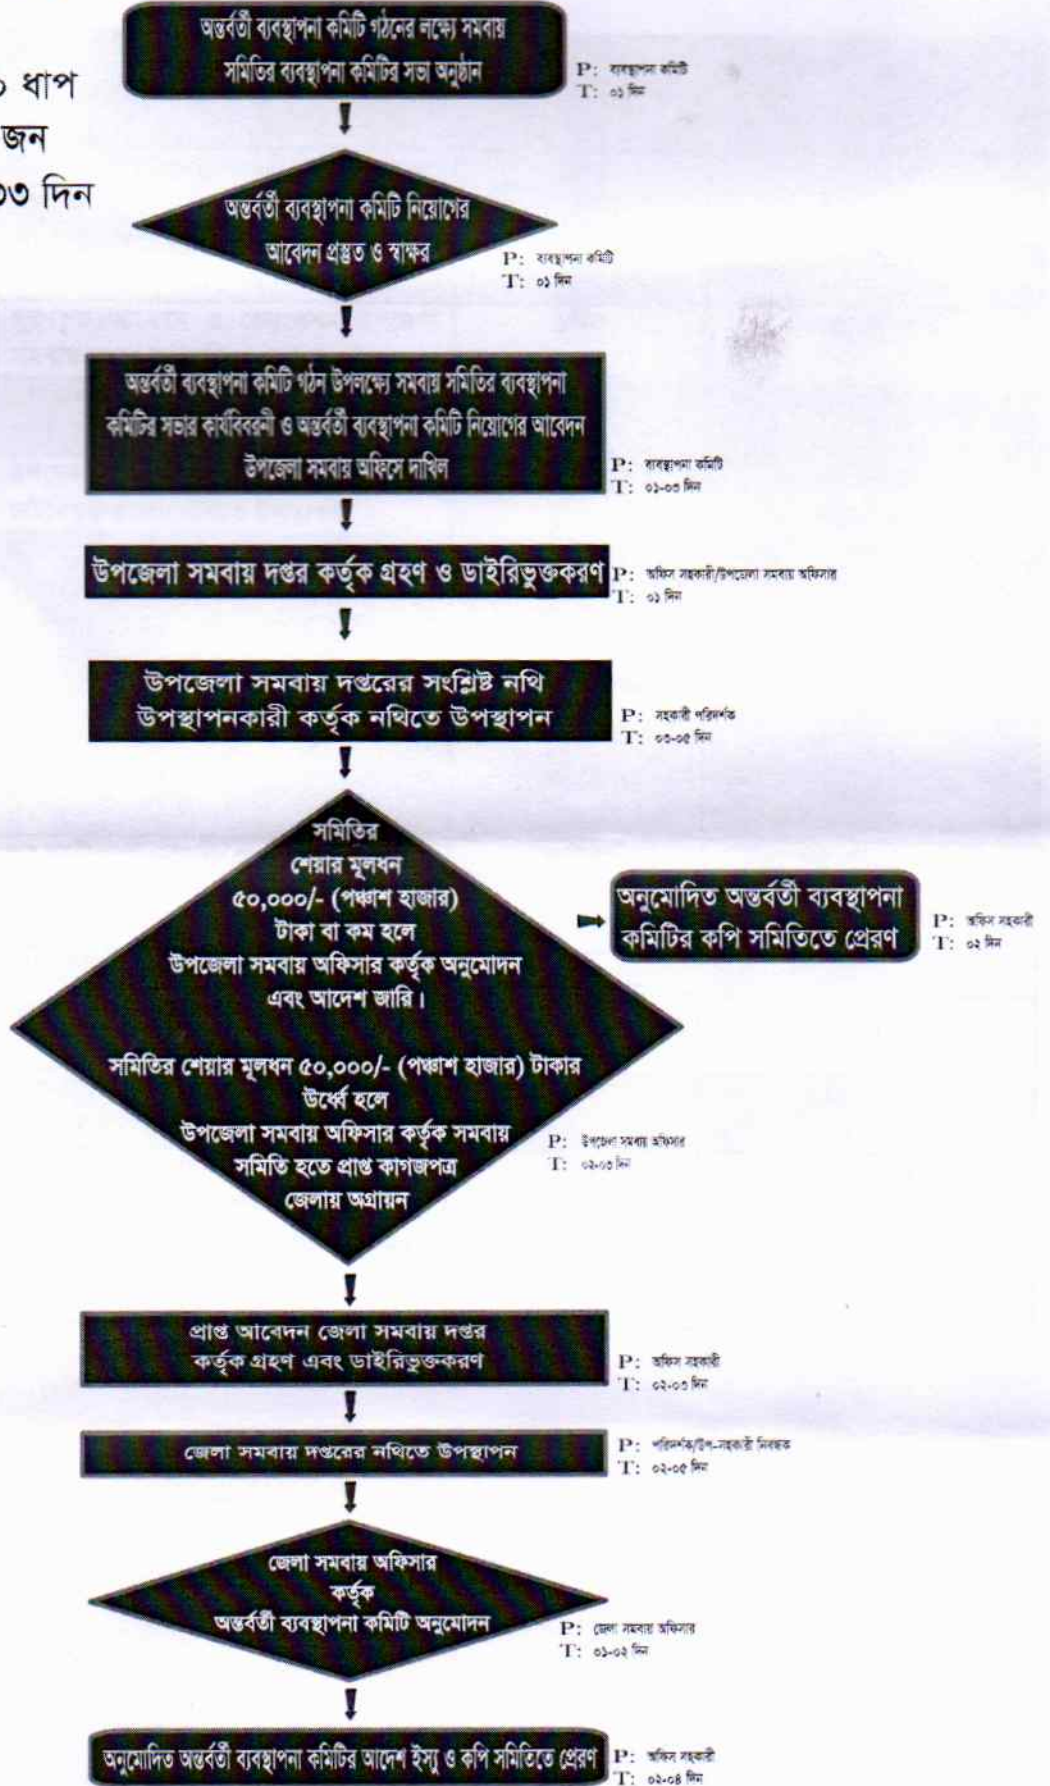 অন্তর্বর্তী ব্যবস্থাপনা কমিটি গঠনের লক্ষ্যে সমবায়
সমিতির ব্যবস্থাপনা কমিটির সভা অনুষ্ঠান
P: ব্যবস্থাপনা কমিটি
T: ০১ দিন
ধাপ
জন
৩৩ দিন
অন্তর্বর্তী ব্যবস্থাপনা কমিটি নিয়োগের
আবেদন প্রস্তুত ও স্বাক্ষর
P: ব্যবস্থাপনা কমিটি
T: ০১ দিন
অন্তর্বর্তী ব্যবস্থাপনা কমিটি গঠন উপলক্ষ্যে সমবায় সমিতির ব্যবস্থাপনা
কমিটির সভার কার্যবিবরনী ও অন্তর্বর্তী ব্যবস্থাপনা কমিটি নিয়োগের আবেদন
উপজেলা সমবায় অফিসে দাখিল
P: ব্যবস্থাপনা কমিটি
T: ০১-০৩ দিন
উপজেলা সমবায় দপ্তর কর্তৃক গ্রহণ ও ডাইরিভুক্তকরণ
P: অফিস সহকারী/উপজেলা সমবায় অফিসার
T: ০১ দিন
উপজেলা সমবায় দপ্তরের সংশ্লিষ্ট নথি
উপস্থাপনকারী কর্তৃক নথিতে উপস্থাপন
P: সহকারী পরিদর্শক
T: ০৩-০৫ দিন
সমিতির
শেয়ার মূলধন
৫০,০০০/- (পঞ্চাশ হাজার)
টাকা বা কম হলে
উপজেলা সমবায় অফিসার কর্তৃক অনুমোদন
এবং আদেশ জারি।
অনুমোদিত অন্তর্বর্তী ব্যবস্থাপনা
কমিটির কপি সমিতিতে প্রেরণ
P: অফিস সহকারী
T: ০২ দিন
সমিতির শেয়ার মূলধন ৫০,০০০/- (পঞ্চাশ হাজার) টাকার
উর্ধ্বে হলে
উপজেলা সমবায় অফিসার কর্তৃক সমবায়
সমিতি হতে প্রাপ্ত কাগজপত্র
জেলায় অগ্রায়ন
P: উপজেলা সমবায় অফিসার
T: ০২-০৩ দিন
প্রাপ্ত আবেদন জেলা সমবায় দপ্তর
কর্তৃক গ্রহণ এবং ডাইরিভুক্তকরণ
P: অফিস সহকারী
T: ০২-০৩ দিন
জেলা সমবায় দপ্তরের নথিতে উপস্থাপন
P: পরিদর্শক/উপ-সহকারী নিবন্ধক
T: ০২-০৫ দিন
জেলা সমবায় অফিসার
কর্তৃক
অন্তর্বর্তী ব্যবস্থাপনা কমিটি অনুমোদন
P: জেলা সমবায় অফিসার
T: ০১-০২ দিন
অনুমোদিত অন্তর্বর্তী ব্যবস্থাপনা কমিটির আদেশ ইস্যু ও কপি সমিতিতে প্রেরণ
P: অফিস সহকারী
T: ০২-০৪ দিন